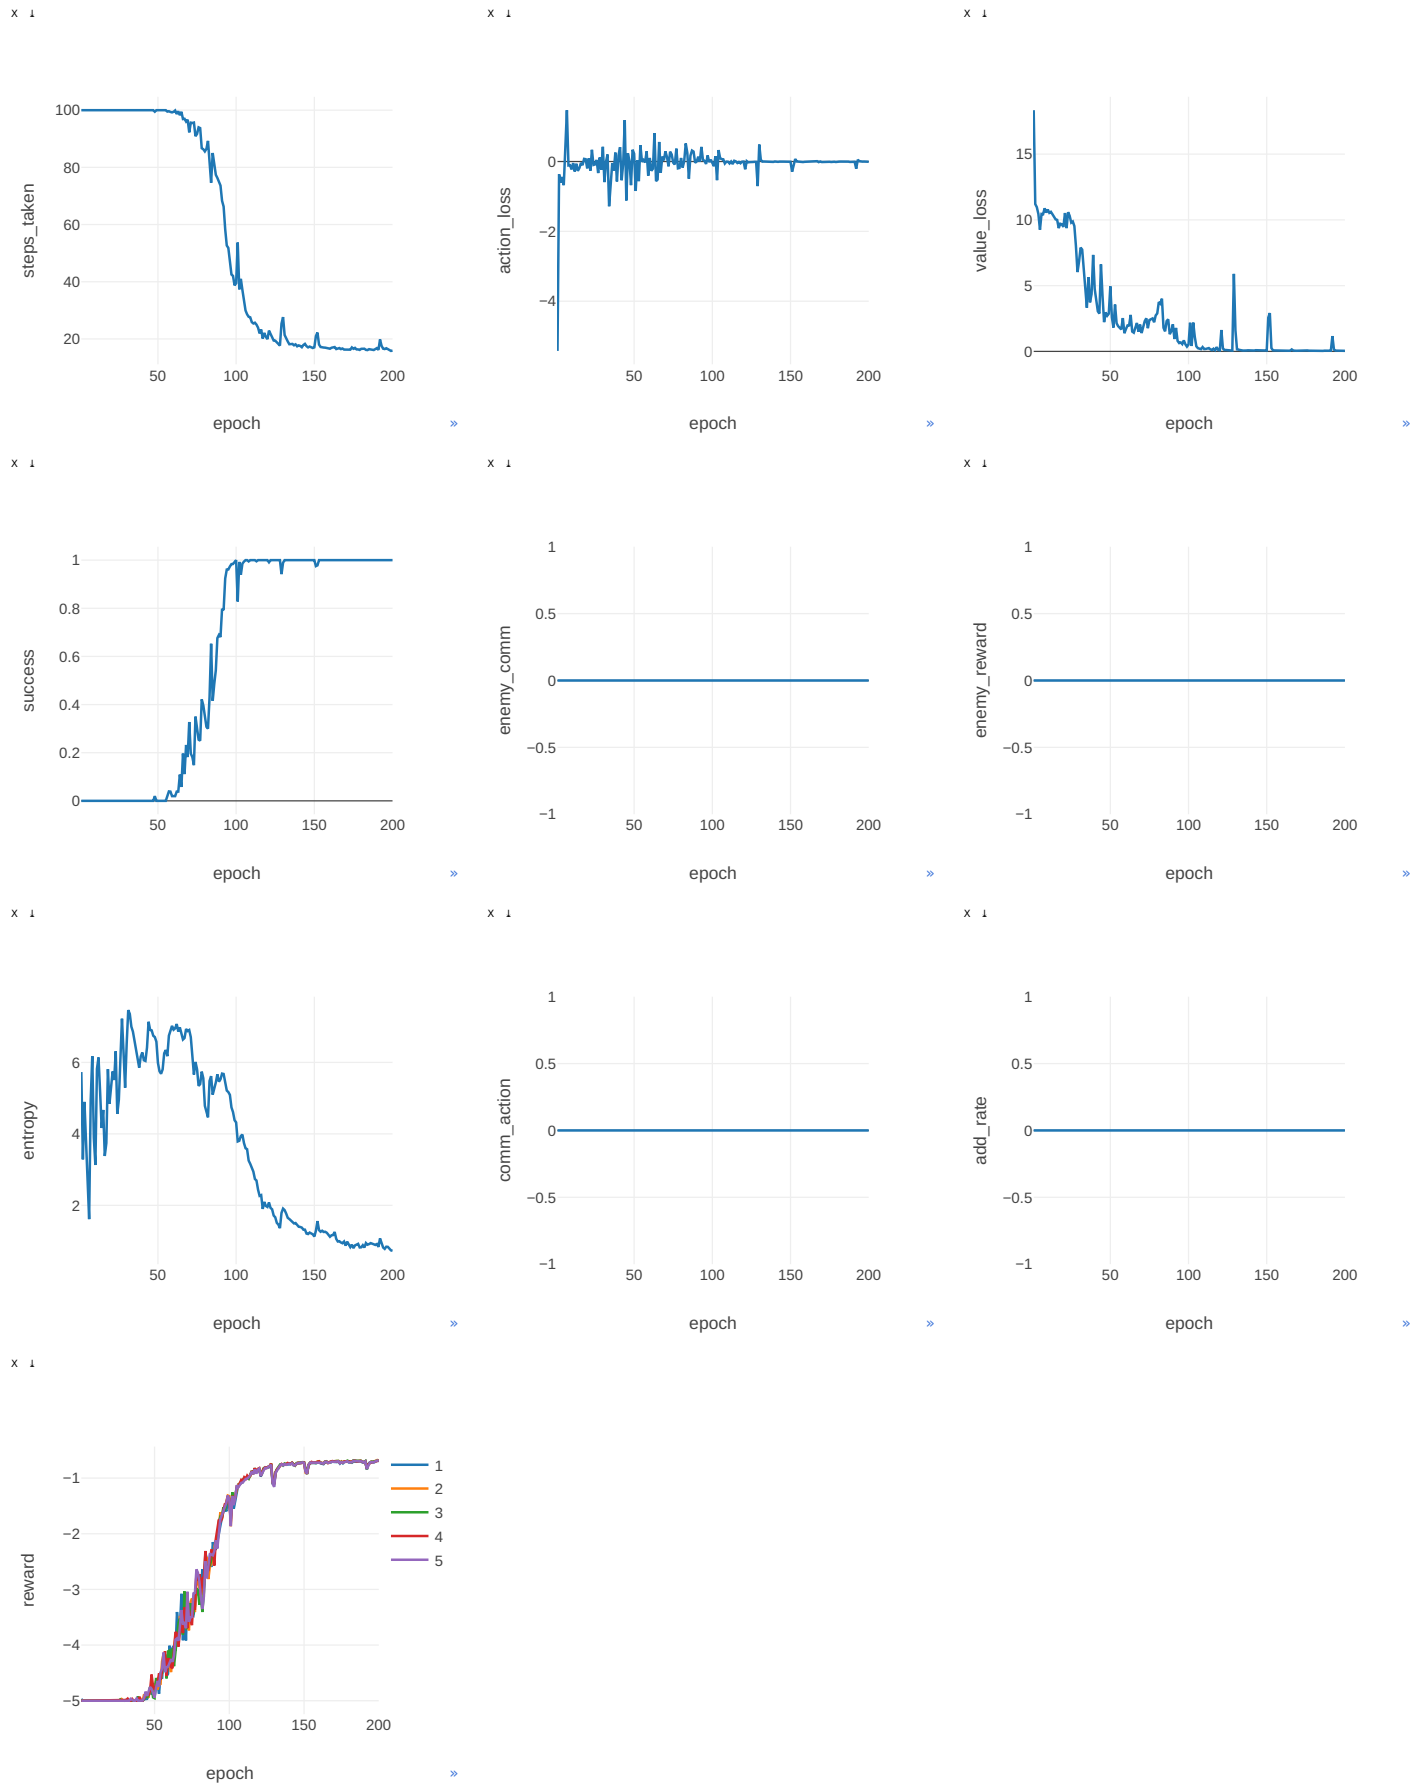 X ↓ X ↓ X ↓
steps_taken
100
80
60
40
20
50 100 150 200
epoch
»
action_loss
0
−2
−4
50 100 150 200
epoch
»
value_loss
15
10
5
0
50 100 150 200
epoch
»
X ↓ X ↓ X ↓
success
1
0.8
0.6
0.4
0.2
0
50 100 150 200
epoch
»
enemy_comm
1
0.5
0
−0.5
−1
50 100 150 200
epoch
»
enemy_reward
1
0.5
0
−0.5
−1
50 100 150 200
epoch
»
X ↓ X ↓ X ↓
entropy
6
4
2
50 100 150 200
epoch
»
comm_action
1
0.5
0
−0.5
−1
50 100 150 200
epoch
»
add_rate
1
0.5
0
−0.5
−1
50 100 150 200
epoch
»
X ↓
reward
−1
−2
−3
−4
−5
50 100 150 200
epoch
1
2
3
4
5
»